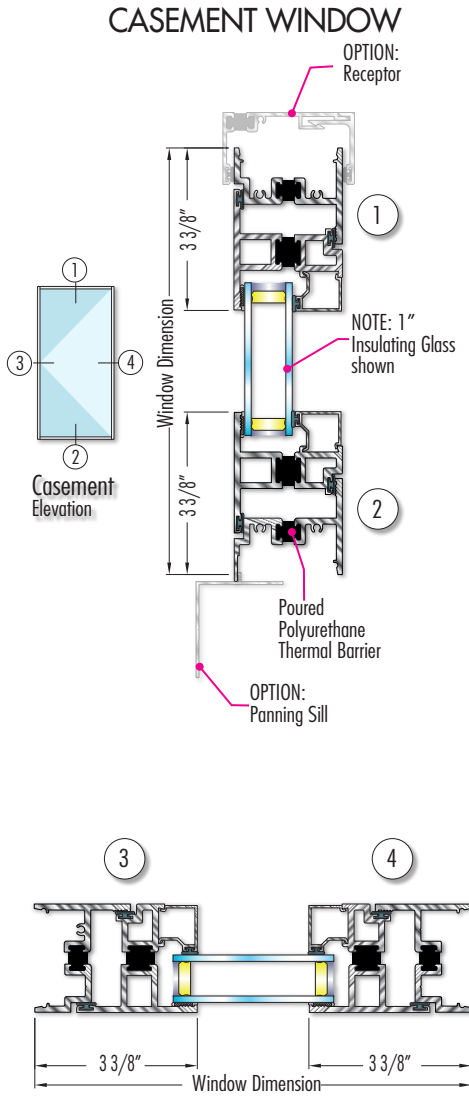 CASEMENT WINDOW
OPTION:
Receptor
1
3 3/8”
Window Dimension
NOTE: 1”
Insulating Glass
shown
1
3
4
2
Casement
Elevation
3 3/8”
2
Poured
Polyurethane
Thermal Barrier
OPTION:
Panning Sill
3
4
3 3/8”
3 3/8”
Window Dimension